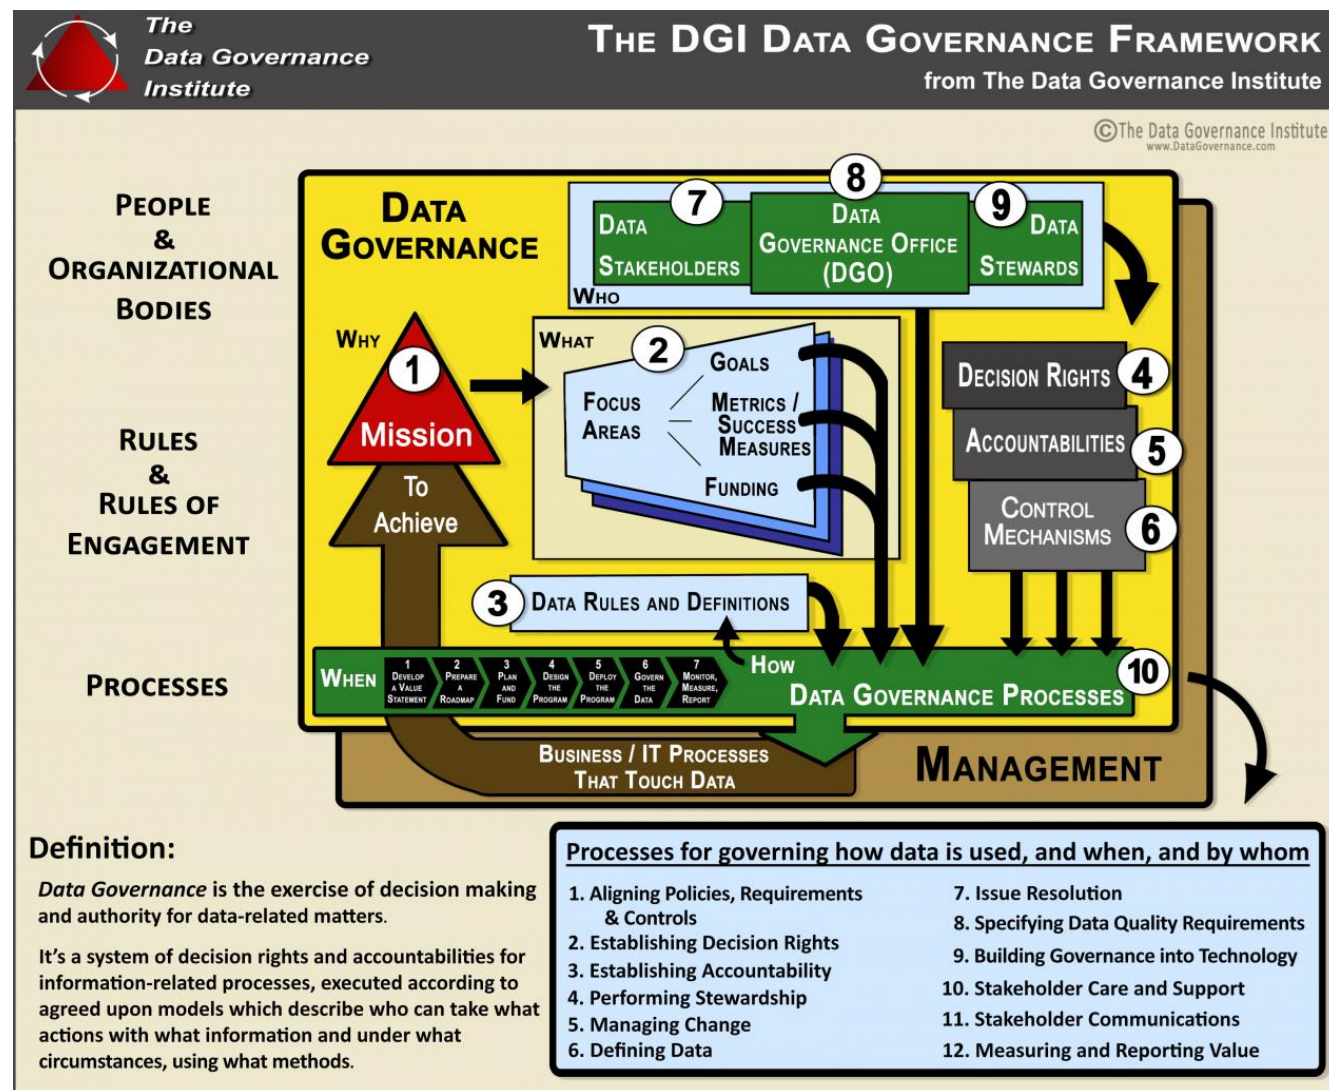 The
Data Governance
Institute
THE DGI DATA GOVERNANCE FRAMEWORK
from The Data Governance Institute
©The Data Governance Institute
www.DataGovernance.com
PEOPLE
&
ORGANIZATIONAL
BODIES
RULES
&
RULES OF
ENGAGEMENT
PROCESSES
DATA
GOVERNANCE
7
DATA
STAKEHOLDERS
8
DATA
GOVERNANCE OFFICE
(DGO)
9
DATA
STEWARDS
WHO
WHY
1
Mission
To
Achieve
WHAT
2
FOCUS
AREAS
GOALS
METRICS /
SUCCESS
MEASURES
FUNDING
DECISION RIGHTS
4
ACCOUNTABILITIES
5
CONTROL
MECHANISMS
6
3
DATA RULES AND DEFINITIONS
WHEN
1
DEVELOP
A VALUE
STATEMENT
2
PREPARE
A
ROADMAP
3
PLAN
AND
FUND
4
DESIGN
THE
PROGRAM
5
DEPLOY
THE
PROGRAM
6
GOVERN
THE
DATA
7
MONITOR,
MEASURE,
REPORT
HOW
DATA GOVERNANCE PROCESSES
10
BUSINESS / IT PROCESSES
THAT TOUCH DATA
MANAGEMENT
Definition:
Data Governance is the exercise of decision making
and authority for data-related matters.
It's a system of decision rights and accountabilities for
information-related processes, executed according to
agreed upon models which describe who can take what
actions with what information and under what
circumstances, using what methods.
Processes for governing how data is used, and when, and by whom
1. Aligning Policies, Requirements
& Controls
2. Establishing Decision Rights
3. Establishing Accountability
4. Performing Stewardship
5. Managing Change
6. Defining Data
7. Issue Resolution
8. Specifying Data Quality Requirements
9. Building Governance into Technology
10. Stakeholder Care and Support
11. Stakeholder Communications
12. Measuring and Reporting Value